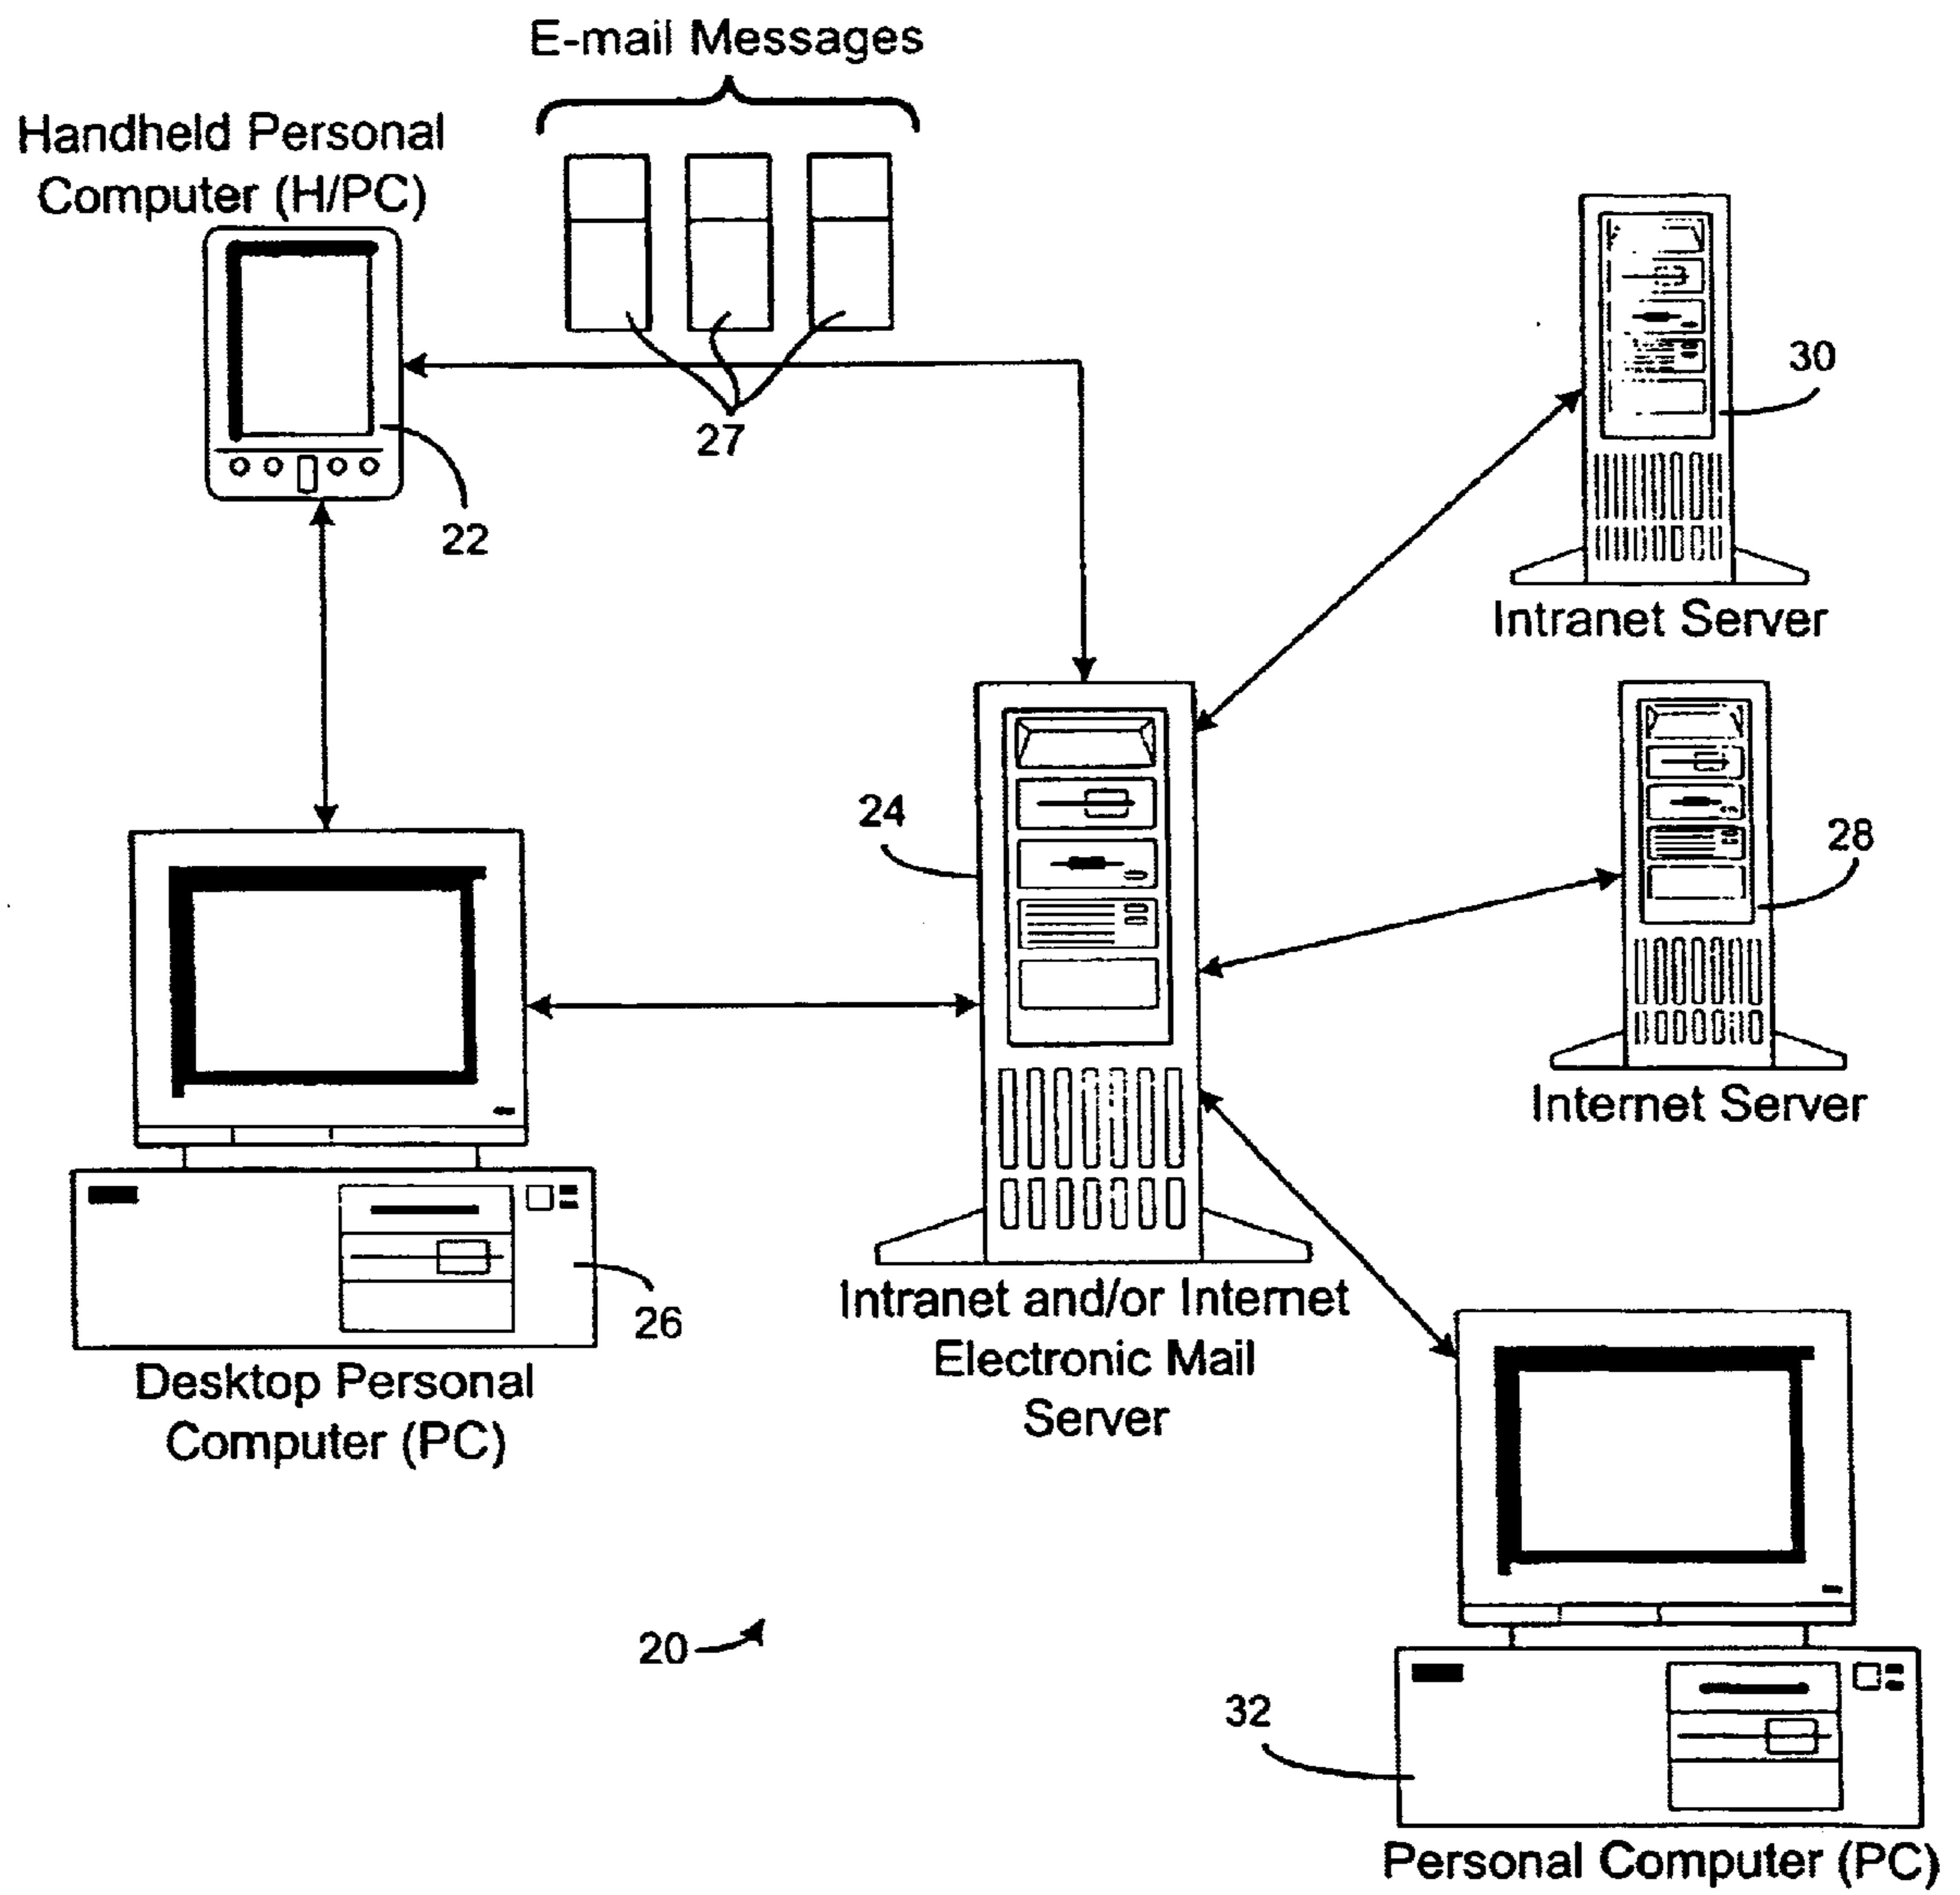 E-mail Messages
Handheld Personal
Computer (H/PC)
27
22
30
Intranet Server
24
28
Internet Server
26
Desktop Personal
Computer (PC)
Intranet and/or Internet
Electronic Mail
Server
20
32
Personal Computer (PC)